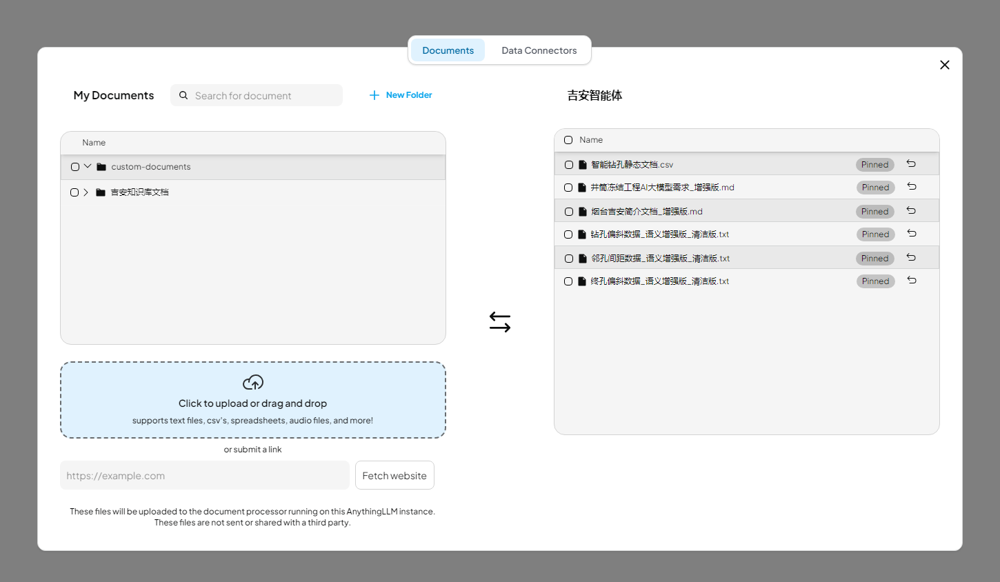 Documents
Data Connectors
My Documents
Search for document
New Folder
Name
custom-documents
吉安知识库文档
Click to upload or drag and drop
supports text files, csv's, spreadsheets, audio files, and more!
or submit a link
https://example.com
Fetch website
These files will be uploaded to the document processor running on this AnythingLLM instance.
These files are not sent or shared with a third party.
吉安智能体
Name
智能钻孔静态文档.csv Pinned
井筒冻结工程AI大模型需求_增强版.md Pinned
烟台吉安简介文档_增强版.md Pinned
钻孔偏斜数据_语义增强版_清洁版.txt Pinned
邻孔间距数据_语义增强版_清洁版.txt Pinned
终孔偏斜数据_语义增强版_清洁版.txt Pinned